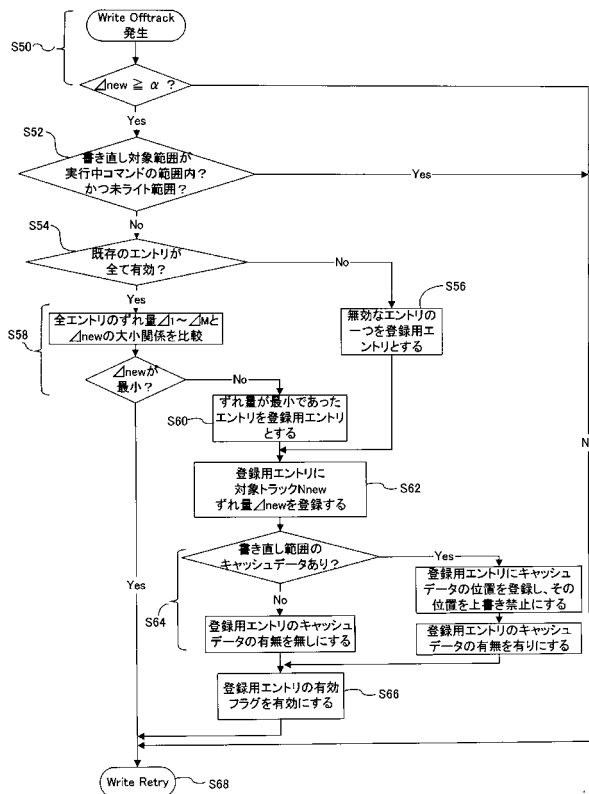 Write Offtrack
発生
S50
⊿new ≧ α ?
Yes
S52
書き直し対象範囲が
実行中コマンドの範囲内?
かつ未ライト範囲?
Yes
No
S54
既存のエントリが
全て有効?
No
Yes
S56
無効なエントリの
一つを登録用エ
ントリとする
S58
全エントリのずれ量⊿1~⊿Mと
⊿newの大小関係を比較
⊿newが
最小?
No
S60
ずれ量が最小であった
エントリを登録用エントリ
とする
N
登録用エントリに
対象トラックNnew
ずれ量⊿newを登録する
S62
書き直し範囲の
キャッシュデータあり?
Yes
Yes
No
S64
登録用エントリにキャッシュ
データの位置を登録し、その
位置を上書き禁止にする
登録用エントリのキャッシュ
データの有無を無しにする
登録用エントリのキャッシュ
データの有無を有りにする
登録用エントリの有効
フラグを有効にする
S66
Write Retry
S68